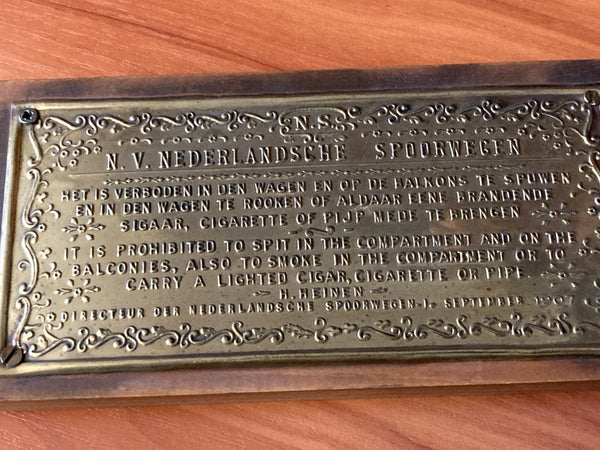 N.S.
N. V. NEDERLANDSCHE SPOORWEGEN
HET IS VERBODEN IN DEN WAGEN EN OP DE BALKONS TE SPUWEN
EN IN DEN WAGEN TE ROOKEN OF ALDAAR EENE BRANDENDE
SIGAAR, CIGARETTE OF PIJP MEDE TE BRENGEN
IT IS PROHIBITED TO SPIT IN THE COMPARTMENT AND ON THE
BALCONIES, ALSO TO SMOKE IN THE COMPARTMENT OR TO
CARRY A LIGHTED CIGAR, CIGARETTE OR PIPE
- H. HEINEN -
DIRECTEUR DER NEDERLANDSCHE SPOORWEGEN-1. SEPTEMBER 1907